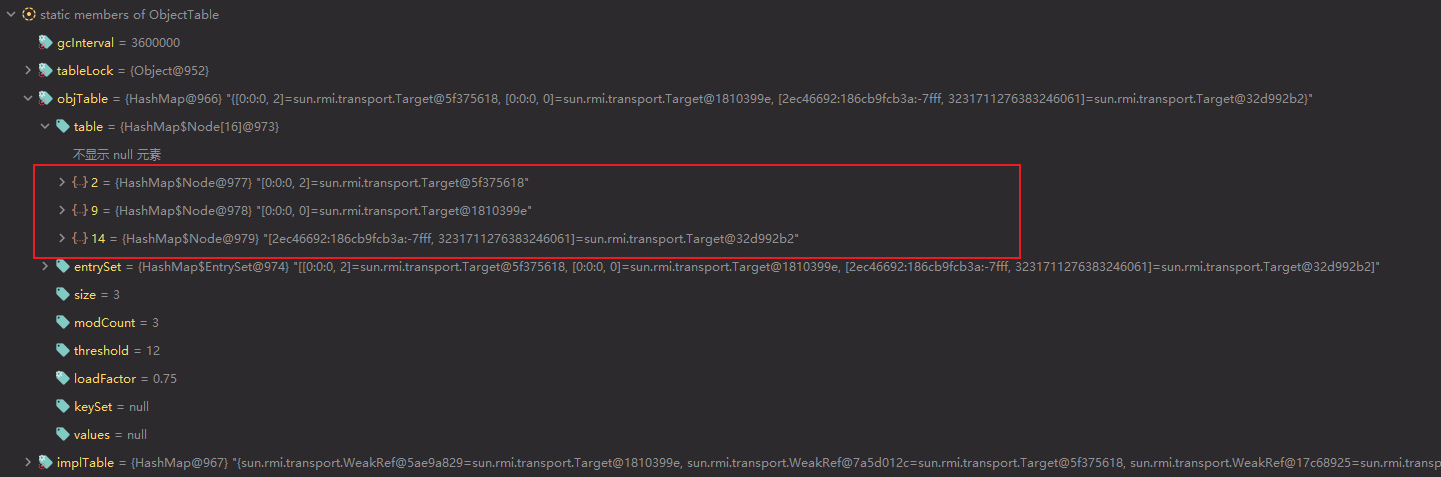 static members of ObjectTable
gcInterval = 3600000
tableLock = {Object@952}
objTable = {HashMap@966} "{[0:0:0, 2]=sun.rmi.transport.Target@5f375618, [0:0:0, 0]=sun.rmi.transport.Target@1810399e, [2ec46692:186cb9fcb3a:-7fff, 3231711276383246061]=sun.rmi.transport.Target@32d992b2}"
table = {HashMap$Node[16]@973}
不显示 null 元素
{..} 2 = {HashMap$Node@977} "[0:0:0, 2]=sun.rmi.transport.Target@5f375618"
{..} 9 = {HashMap$Node@978} "[0:0:0, 0]=sun.rmi.transport.Target@1810399e"
{..} 14 = {HashMap$Node@979} "[2ec46692:186cb9fcb3a:-7fff, 3231711276383246061]=sun.rmi.transport.Target@32d992b2"
entrySet = {HashMap$EntrySet@974} "[[0:0:0, 2]=sun.rmi.transport.Target@5f375618, [0:0:0, 0]=sun.rmi.transport.Target@1810399e, [2ec46692:186cb9fcb3a:-7fff, 3231711276383246061]=sun.rmi.transport.Target@32d992b2]"
size = 3
modCount = 3
threshold = 12
loadFactor = 0.75
keySet = null
values = null
implTable = {HashMap@967} "{sun.rmi.transport.WeakRef@5ae9a829=sun.rmi.transport.Target@1810399e, sun.rmi.transport.WeakRef@7a5d012c=sun.rmi.transport.Target@5f375618, sun.rmi.transport.WeakRef@17c68925=sun.rmi.transp